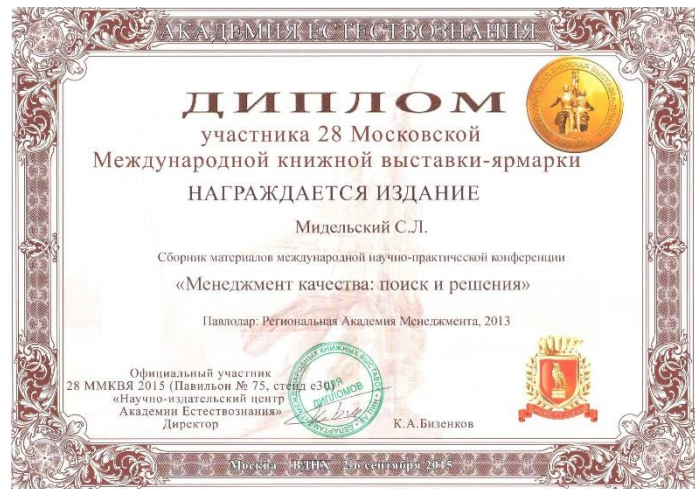 АКАДЕМИЯ ЕСТЕСТВОЗНАНИЯ
ДИПЛОМ
участника 28 Московской
Международной книжной выставки-ярмарки
НАГРАЖДАЕТСЯ ИЗДАНИЕ
Мидельский С.Л.
Сборник материалов международной научно-практической конференции
«Менеджмент качества: поиск и решения»
Павлодар: Региональная Академия Менеджмента, 2013
Официальный участник
28 ММКВЯ 2015 (Павильон № 75, стенд е30)
«Научно-издательский центр
Академии Естествознания»
Директор
ДЛЯ
ДИПЛОМОВ
К.А.Бизенков
Москва ВДНХ 2-6 сентября 2015